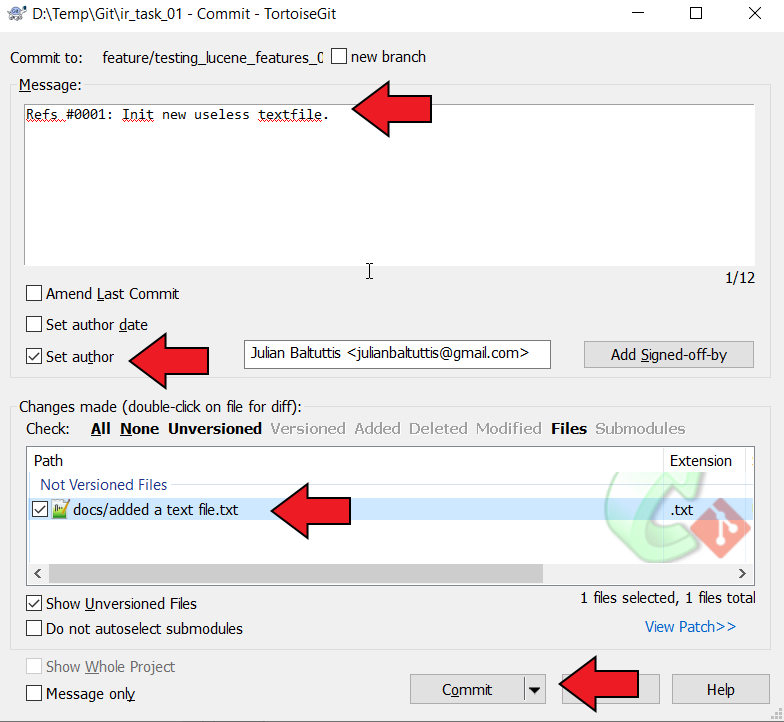 D:\Temp\Git\ir_task_01 - Commit - TortoiseGit
Commit to: feature/testing_lucene_features_0 new branch
Message:
Refs #0001: Init new useless textfile.
1/12
Amend Last Commit
Set author date
Set author Julian Baltuttis <julianbaltuttis@gmail.com> Add Signed-off-by
Changes made (double-click on file for diff):
Check: All None Unversioned Versioned Added Deleted Modified Files Submodules
Path Extension
Not Versioned Files
docs/added a text file.txt .txt
Show Unversioned Files 1 files selected, 1 files total
Do not autoselect submodules View Patch>>
Show Whole Project
Message only Commit Help